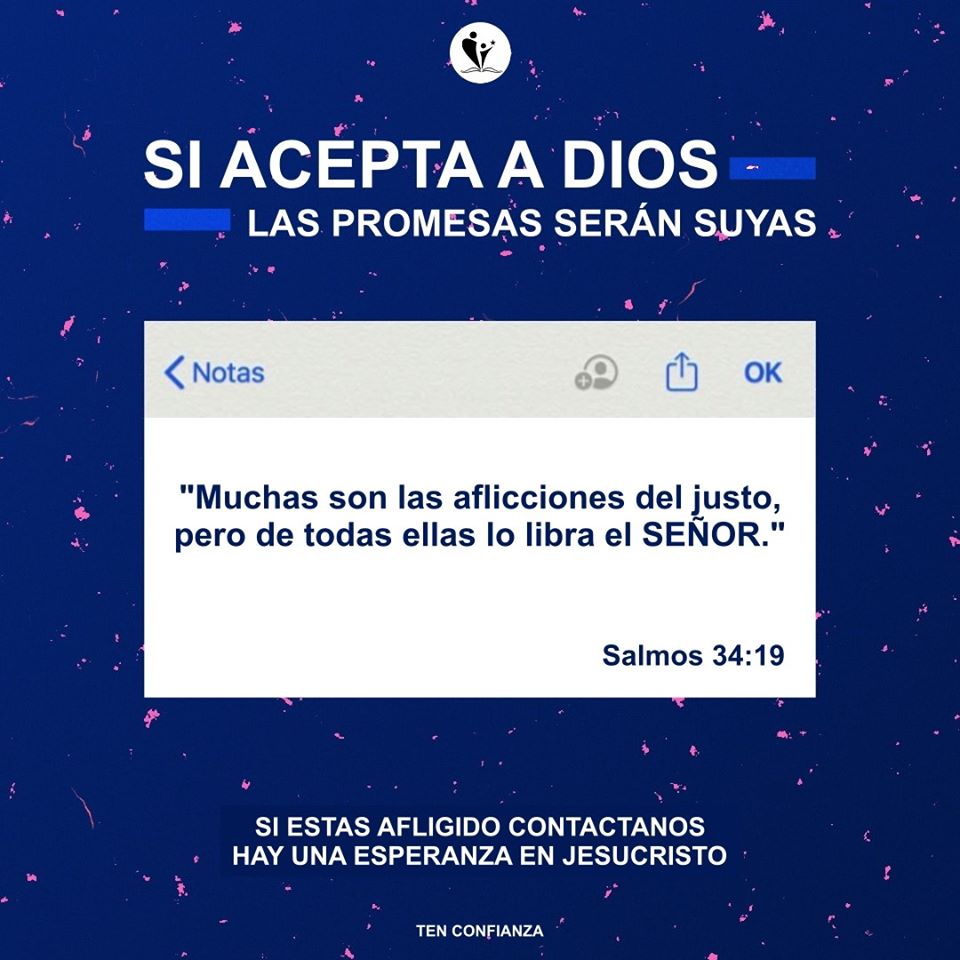 SI ACEPTA A DIOS
LAS PROMESAS SERÁN SUYAS
Notas
OK
"Muchas son las aflicciones del justo,
pero de todas ellas lo libra el SEÑOR."
Salmos 34:19
SI ESTAS AFLIGIDO CONTACTANOS
HAY UNA ESPERANZA EN JESUCRISTO
TEN CONFIANZA